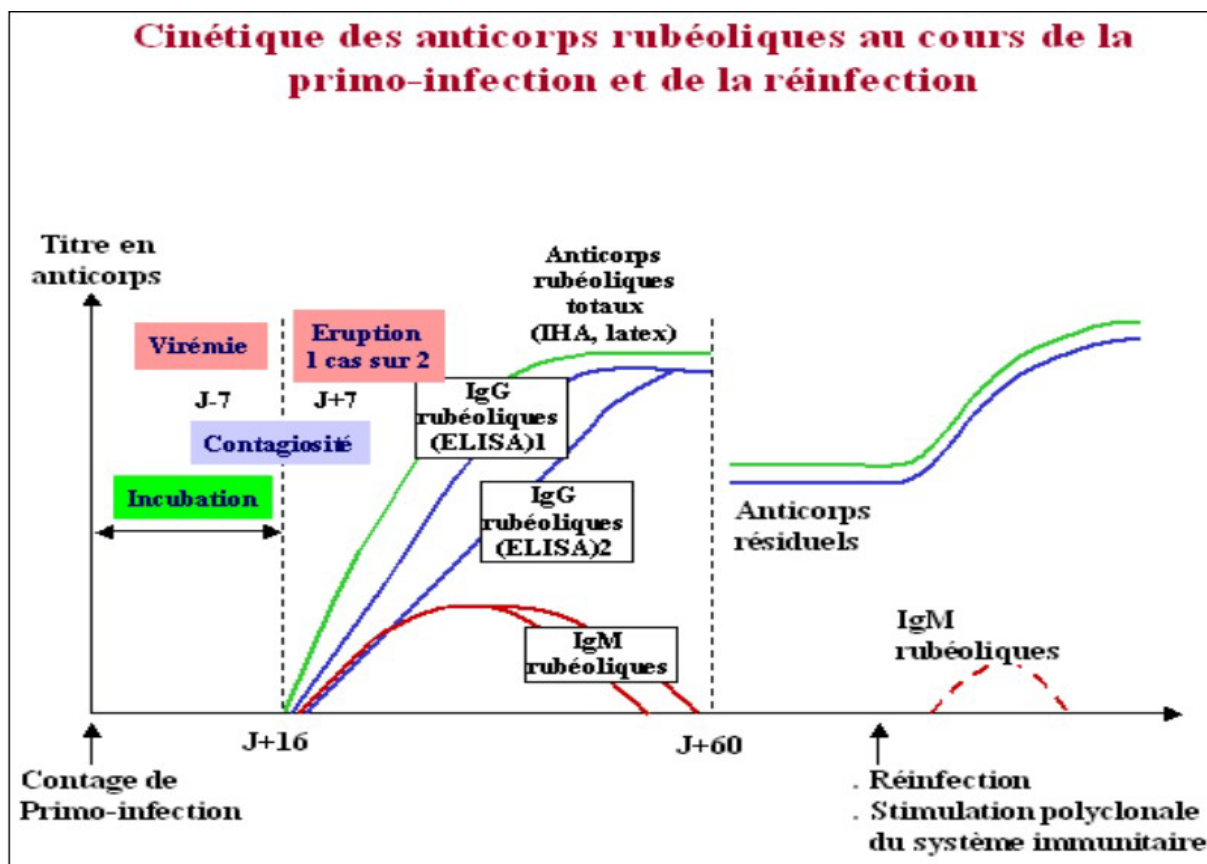 Cinétique des anticorps rubéoliques au cours de la
primo-infection et de la réinfection
Titre en
anticorps
Virémie
Eruption
1 cas sur 2
Anticorps
rubéoliques
totaux
(IHA, latex)
J-7
J+7
Contagiosité
Incubation
IgG
rubéoliques
(ELISA)1
IgG
rubéoliques
(ELISA)2
IgM
rubéoliques
Anticorps
résiduels
IgM
rubéoliques
J+16
J+60
Contage de
Primo-infection
. Réinfection
. Stimulation polyclonale
du système immunitaire